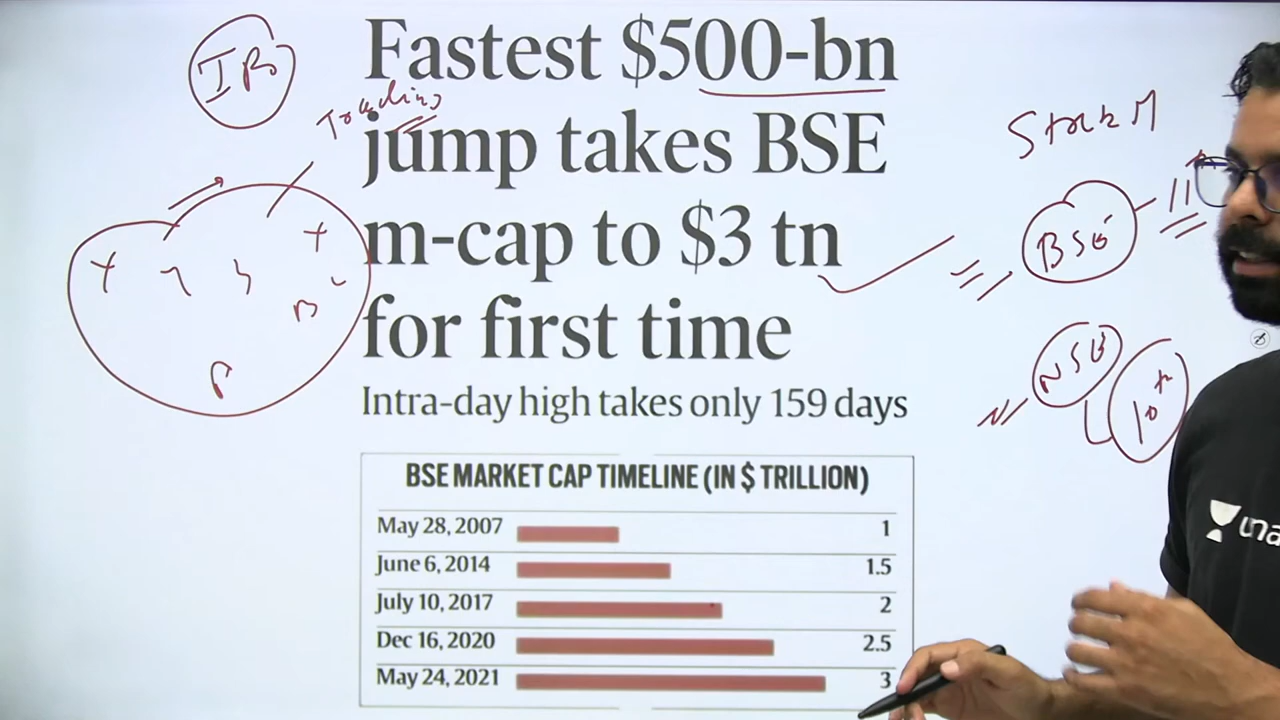 Fastest $500-bn
jump takes BSE
m-cap to $3 tn
for first time
Intra-day high takes only 159 days
BSE MARKET CAP TIMELINE (IN $ TRILLION)
May 28, 2007 1
June 6, 2014 1.5
July 10, 2017 2
Dec 16, 2020 2.5
May 24, 2021 3
Trading
Stock M
BSE
NSE
una